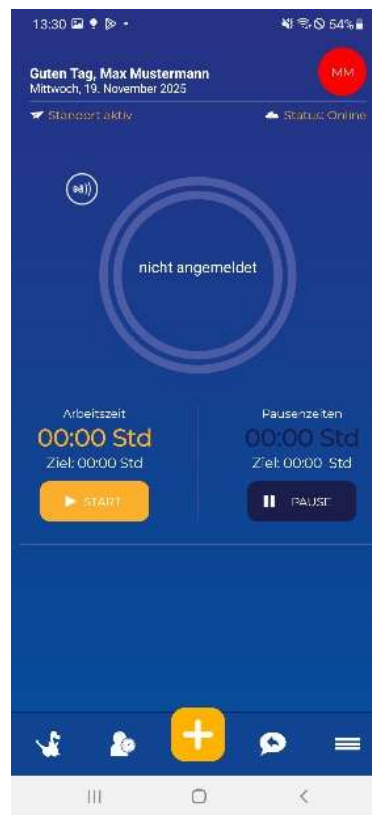 13:30
54%
Guten Tag, Max Mustermann
MM
Mittwoch, 19. November 2025
Standort aktiv
Status: Online
nicht angemeldet
Arbeitszeit
Pausenzeiten
00:00 Std
00:00 Std
Ziel: 00:00 Std
Ziel: 00:00 Std
START
PAUSE